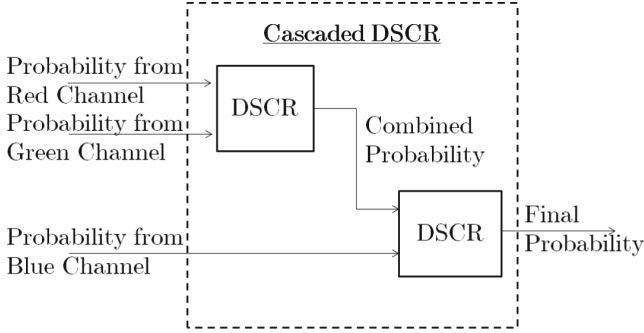 Cascaded DSCR
Probability from
Red Channel
DSCR
Probability from
Green Channel
Combined
Probability
Probability from
Blue Channel
DSCR
Final
Probability